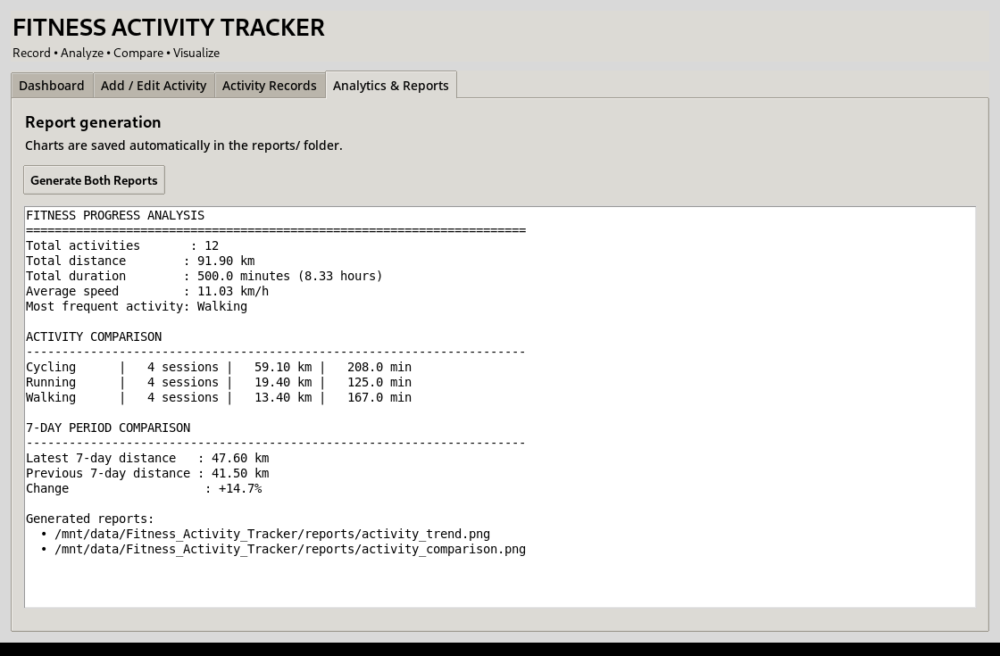 FITNESS ACTIVITY TRACKER
Record • Analyze • Compare • Visualize
Dashboard Add / Edit Activity Activity Records Analytics & Reports
Report generation
Charts are saved automatically in the reports/ folder.
Generate Both Reports
FITNESS PROGRESS ANALYSIS
======================================================================
Total activities       : 12
Total distance        : 91.90 km
Total duration        : 500.0 minutes (8.33 hours)
Average speed         : 11.03 km/h
Most frequent activity: Walking
ACTIVITY COMPARISON
----------------------------------------------------------------------
Cycling      |   4 sessions |   59.10 km |   208.0 min
Running      |   4 sessions |   19.40 km |   125.0 min
Walking      |   4 sessions |   13.40 km |   167.0 min
7-DAY PERIOD COMPARISON
----------------------------------------------------------------------
Latest 7-day distance   : 47.60 km
Previous 7-day distance : 41.50 km
Change                   : +14.7%
Generated reports:
  • /mnt/data/Fitness_Activity_Tracker/reports/activity_trend.png
  • /mnt/data/Fitness_Activity_Tracker/reports/activity_comparison.png